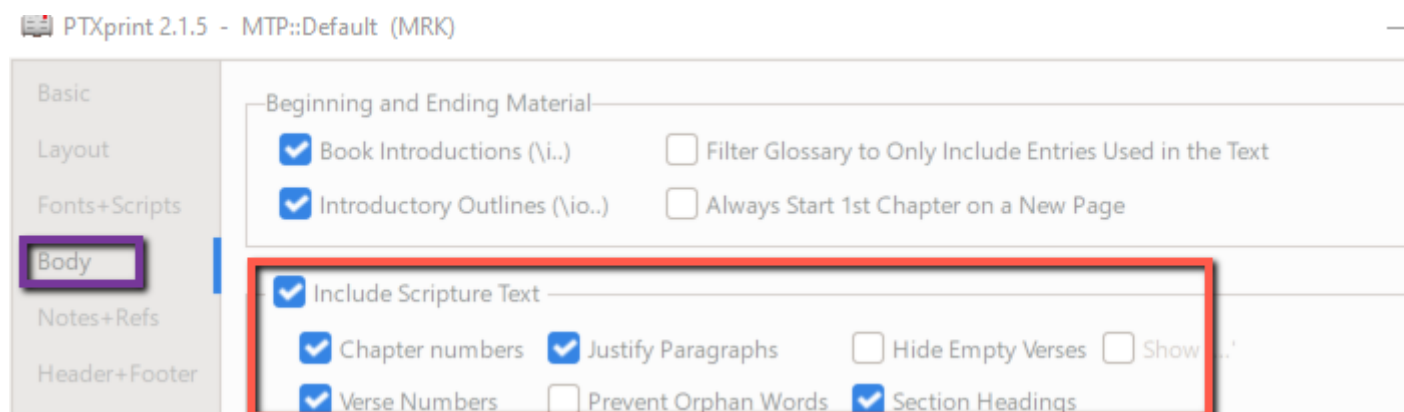 PTXprint 2.1.5 - MTP::Default (MRK)
Basic
Layout
Fonts+Scripts
Body
Notes+Refs
Header+Footer
Beginning and Ending Material
Book Introductions (\i..) Filter Glossary to Only Include Entries Used in the Text
Introductory Outlines (\io..) Always Start 1st Chapter on a New Page
Include Scripture Text
Chapter numbers Justify Paragraphs Hide Empty Verses Show
Verse Numbers Prevent Orphan Words Section Headings